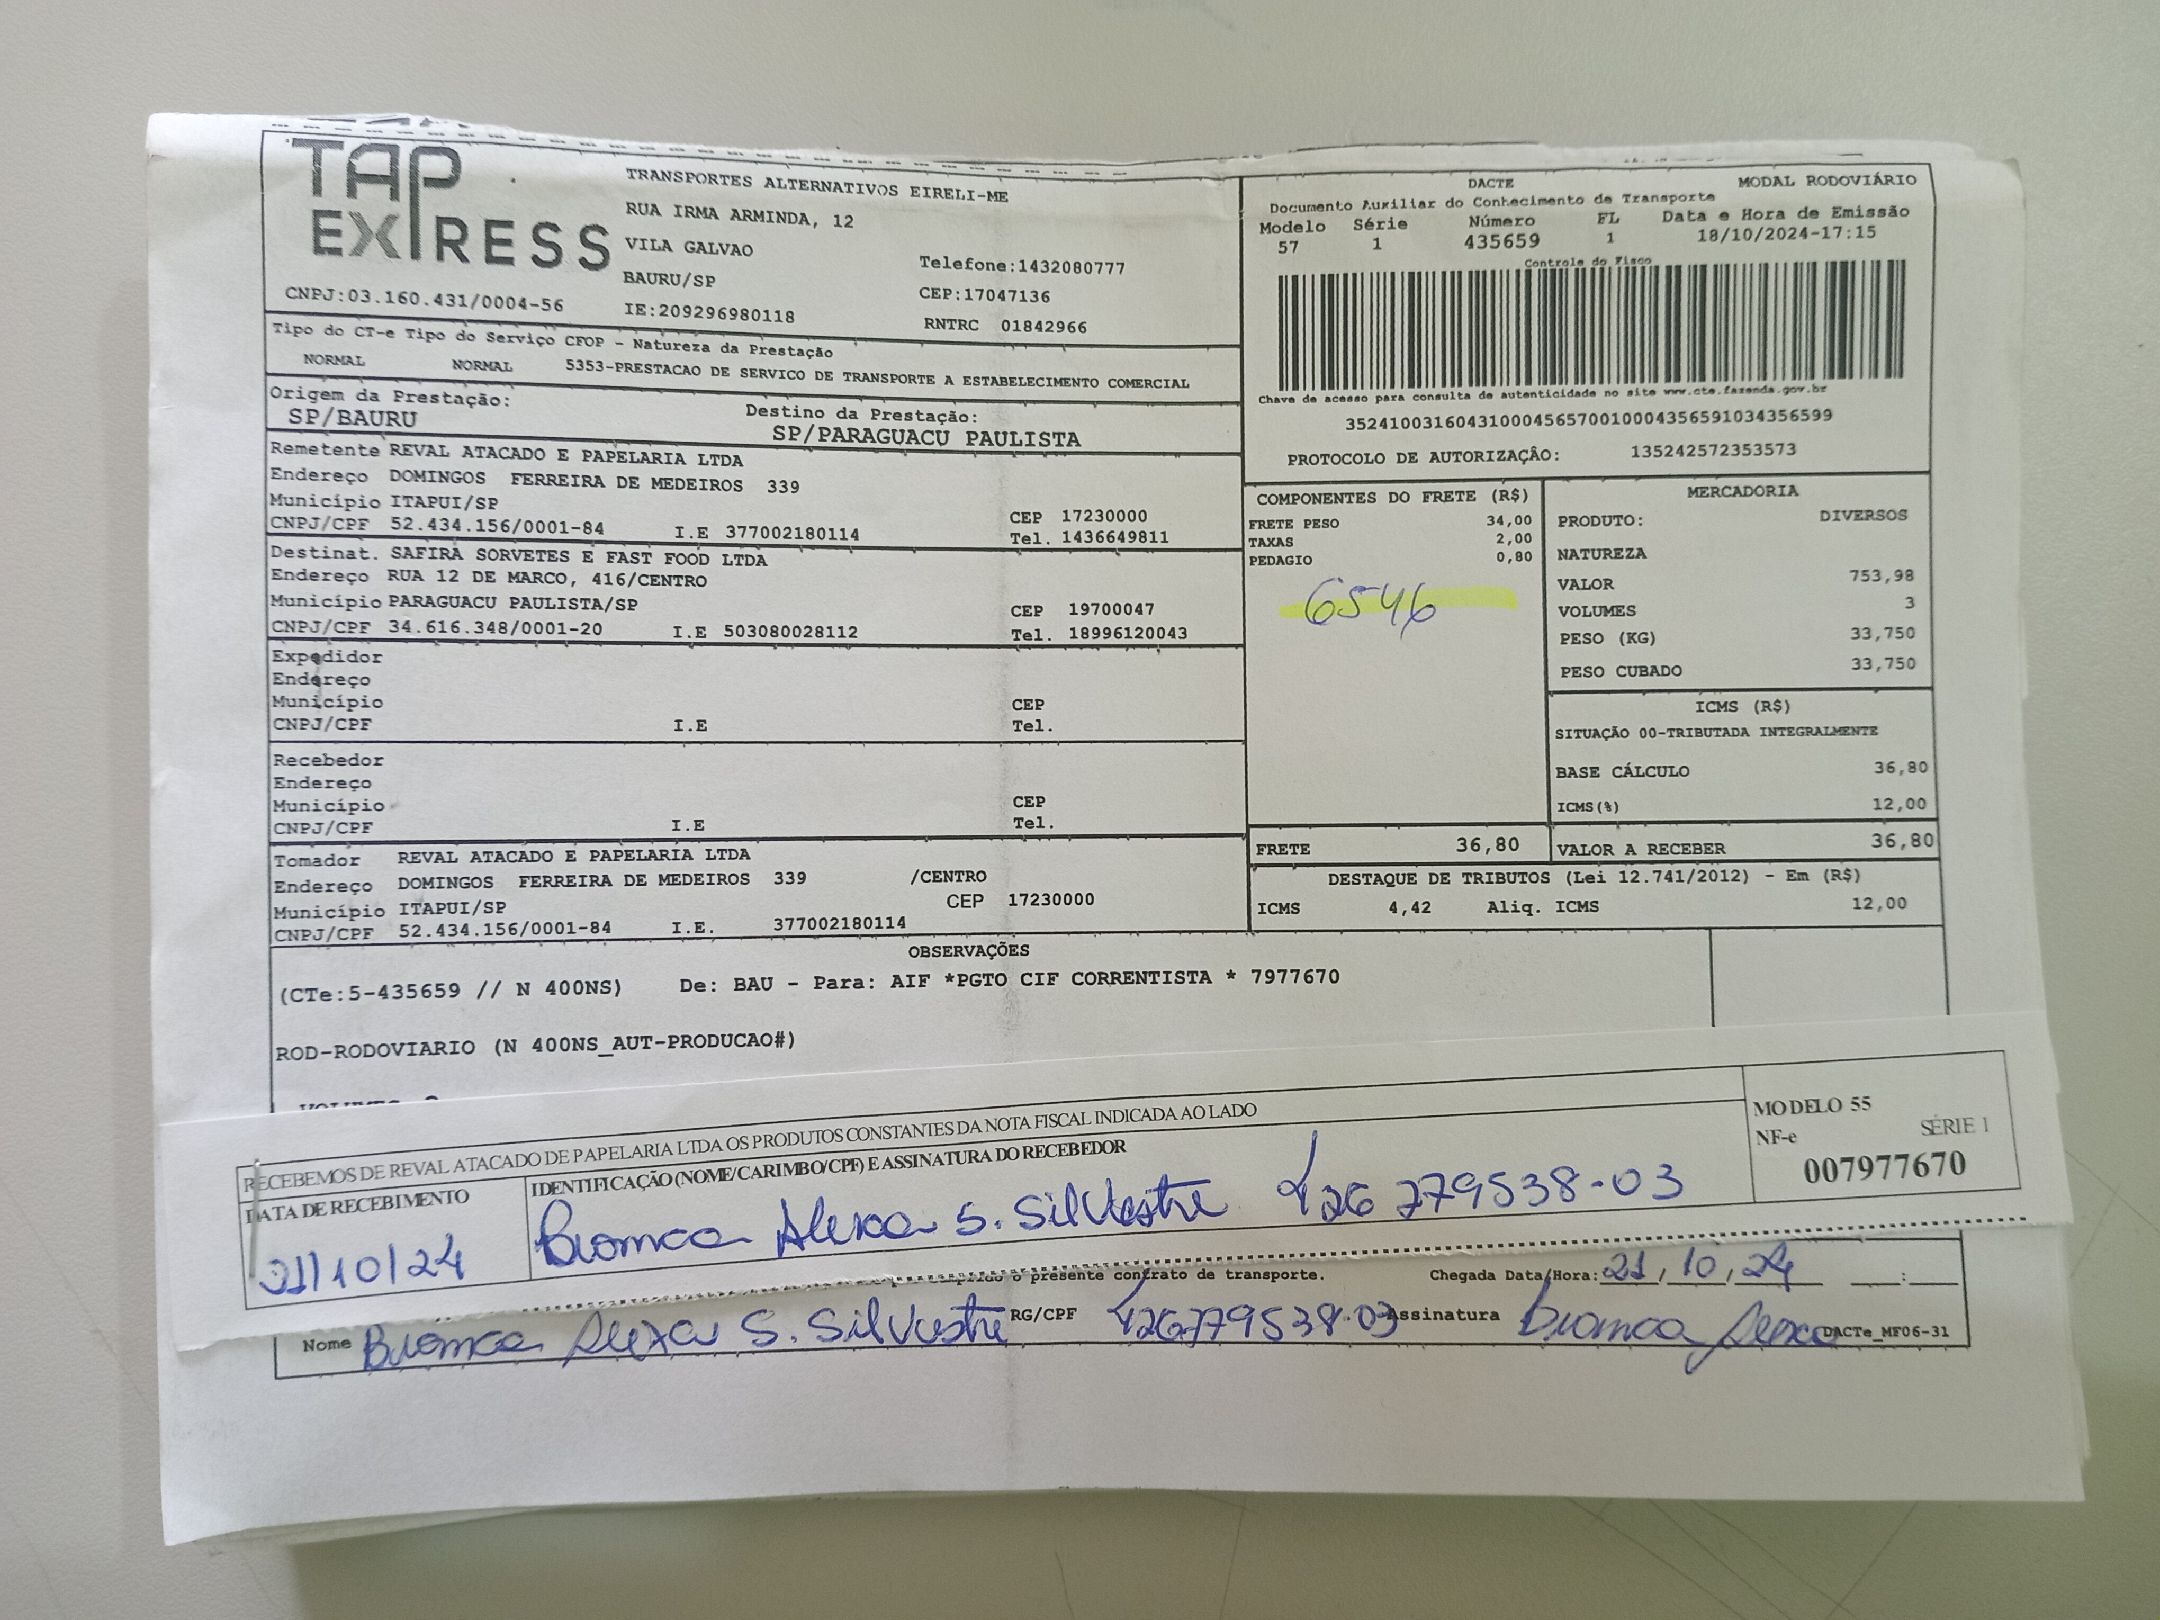 TAP
EXPRESS
TRANSPORTES ALTERNATIVOS EIRELI-ME
RUA IRMA ARMINDA, 12
VILA GALVAO
BAURU/SP
Telefone:1432080777
CEP:17047136
CNPJ:03.160.431/0004-56
IE:209296980118
RNTRC 01842966
DACTE
MODAL RODOVIÁRIO
Documento Auxiliar do Conhecimento de Transporte
Modelo Série Número FL Data e Hora de Emissão
57 1 435659 1 18/10/2024-17:15
Controle do Fisco
Chave de acesso para consulta de autenticidade no site www.cte.fazenda.gov.br
35241003160431000456570010004356591034356599
PROTOCOLO DE AUTORIZAÇÂO: 135242572353573
Tipo do CT-e Tipo do Serviço CFOP - Natureza da Prestação
NORMAL NORMAL 5353-PRESTACAO DE SERVICO DE TRANSPORTE A ESTABELECIMENTO COMERCIAL
Origem da Prestação:
SP/BAURU
Destino da Prestação:
SP/PARAGUACU PAULISTA
Remetente REVAL ATACADO E PAPELARIA LTDA
Endereço DOMINGOS FERREIRA DE MEDEIROS 339
Município ITAPUI/SP CEP 17230000
CNPJ/CPF 52.434.156/0001-84 I.E 377002180114 Tel. 1436649811
Destinat. SAFIRA SORVETES E FAST FOOD LTDA
Endereço RUA 12 DE MARCO, 416/CENTRO
Município PARAGUACU PAULISTA/SP CEP 19700047
CNPJ/CPF 34.616.348/0001-20 I.E 503080028112 Tel. 18996120043
Expedidor
Endereço
Município CEP
CNPJ/CPF I.E Tel.
Recebedor
Endereço
Município CEP
CNPJ/CPF I.E Tel.
Tomador REVAL ATACADO E PAPELARIA LTDA
Endereço DOMINGOS FERREIRA DE MEDEIROS 339 /CENTRO
Município ITAPUI/SP CEP 17230000
CNPJ/CPF 52.434.156/0001-84 I.E. 377002180114
COMPONENTES DO FRETE (R$)
FRETE PESO 34,00
TAXAS 2,00
PEDAGIO 0,80
6546
FRETE 36,80
MERCADORIA
PRODUTO: DIVERSOS
NATUREZA
VALOR 753,98
VOLUMES 3
PESO (KG) 33,750
PESO CUBADO 33,750
ICMS (R$)
SITUAÇÃO 00-TRIBUTADA INTEGRALMENTE
BASE CÁLCULO 36,80
ICMS(%) 12,00
VALOR A RECEBER 36,80
DESTAQUE DE TRIBUTOS (Lei 12.741/2012) - Em (R$)
ICMS 4,42 Aliq. ICMS 12,00
OBSERVAÇÕES
(CTe:5-435659 // N 400NS) De: BAU - Para: AIF *PGTO CIF CORRENTISTA * 7977670
ROD-RODOVIARIO (N 400NS_AUT-PRODUCAO#)
RECEBEMOS DE REVAL ATACADO DE PAPELARIA LTDA OS PRODUTOS CONSTANTES DA NOTA FISCAL INDICADA AO LADO
DATA DE RECEBIMENTO
21/10/24
IDENTIFICAÇÃO (NOME/CARIMBO/CPF) E ASSINATURA DO RECEBEDOR
Bianca Alexa S. Silvestre 426 279538-03
MODELO 55
NF-e SÉRIE 1
007977670
o presente contrato de transporte. Chegada Data/Hora: 21, 10, 24 :
Nome Bianca Alexa S. Silvestre RG/CPF 426279538-03 Assinatura Bianca Alexa
DACTe_MF06-31